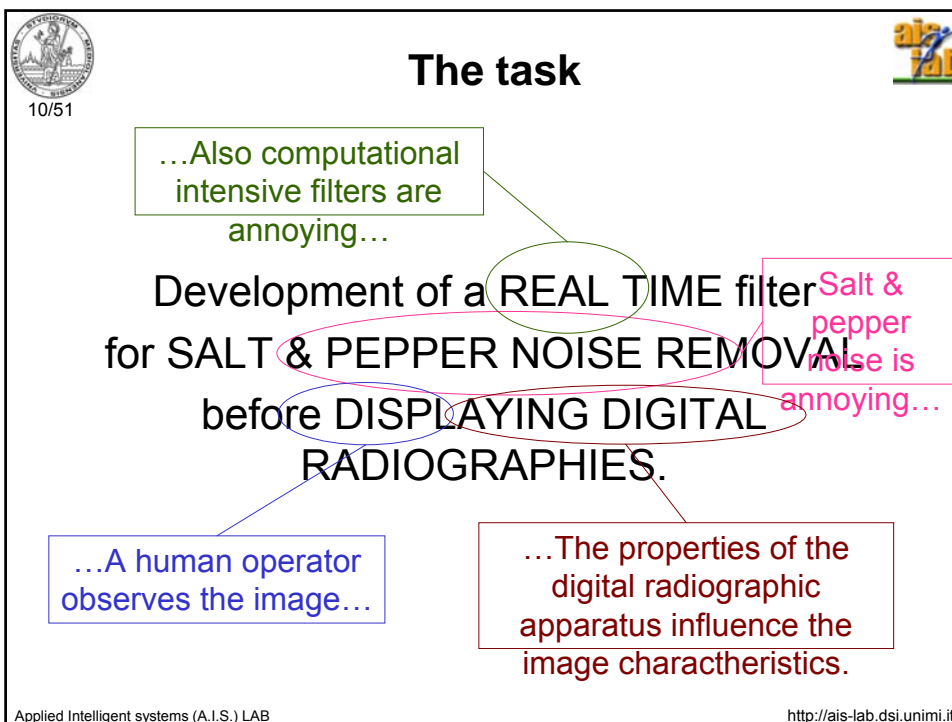 The task
10/51
…Also computational
intensive filters are
annoying…
Development of a REAL TIME filter
for SALT & PEPPER NOISE REMOVAL
before DISPLAYING DIGITAL
RADIOGRAPHIES.
Salt &
pepper
noise is
annoying…
…A human operator
observes the image…
…The properties of the
digital radiographic
apparatus influence the
image charactheristics.
Applied Intelligent systems (A.I.S.) LAB
http://ais-lab.dsi.unimi.it
ais
lab